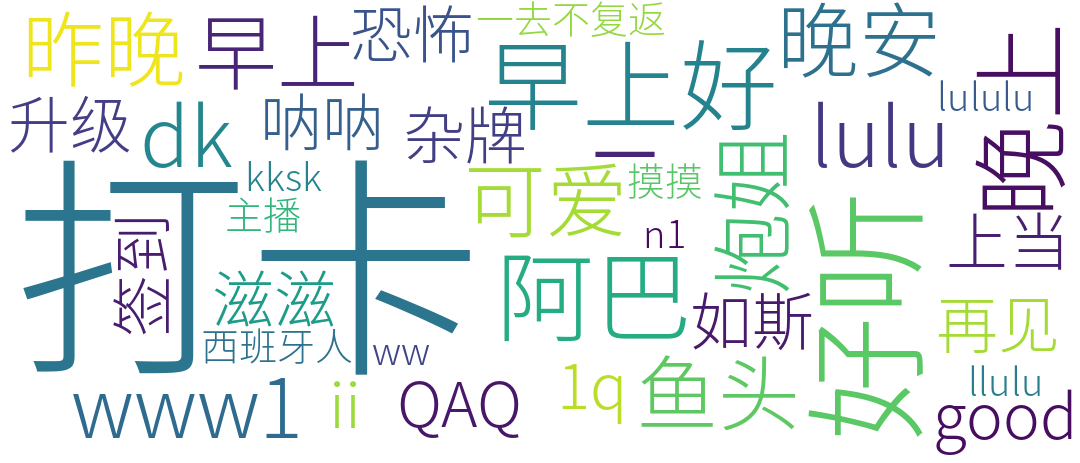 昨晚
早上
恐怖
一去不复返
早上好
晚安
晚上
lululu
升级
dk
呐呐
杂牌
lulu
kksk
主播
可爱
摸摸
炮姐
好听
上当
签到
滋滋
阿巴
n1
如斯
再见
打卡
西班牙人
ww
www1
ii
QAQ
1q
鱼头
llulu
good